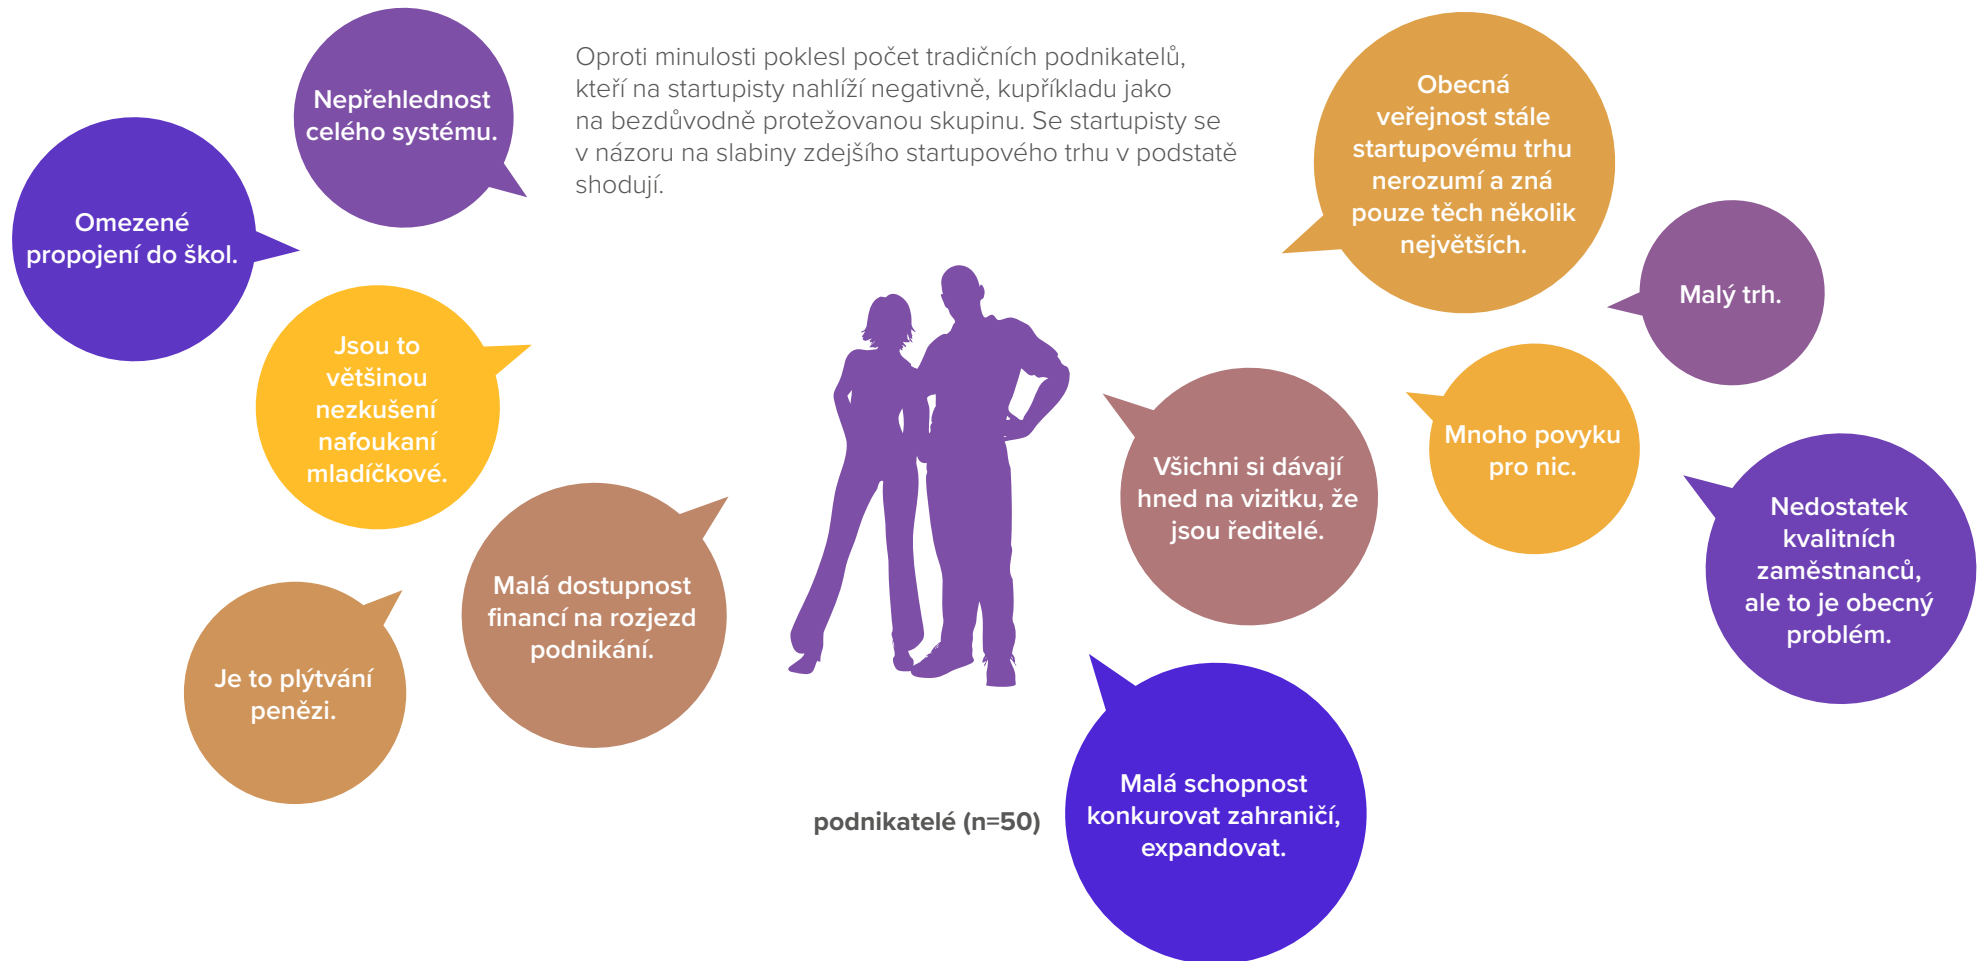 Oproti minulosti poklesl počet tradičních podnikatelů,
kteří na startupisty nahlíží negativně, kupříkladu jako
na bezdůvodně protežovanou skupinu. Se startupisty se
v názoru na slabiny zdejšího startupového trhu v podstatě
shodují.
Nepřehlednost
celého systému.
Omezené
propojení do škol.
Jsou to
většinou
nezkušení
nafoukaní
mladíčkové.
Malá dostupnost
financí na rozjezd
podnikání.
Je to plýtvání
penězi.
Obecná
veřejnost stále
startupovému trhu
nerozumí a zná
pouze těch několik
největších.
Malý trh.
Mnoho povyku
pro nic.
Všichni si dávají
hned na vizitku, že
jsou ředitelé.
Nedostatek
kvalitních
zaměstnanců,
ale to je obecný
problém.
Malá schopnost
konkurovat zahraničí,
expandovat.
podnikatelé (n=50)